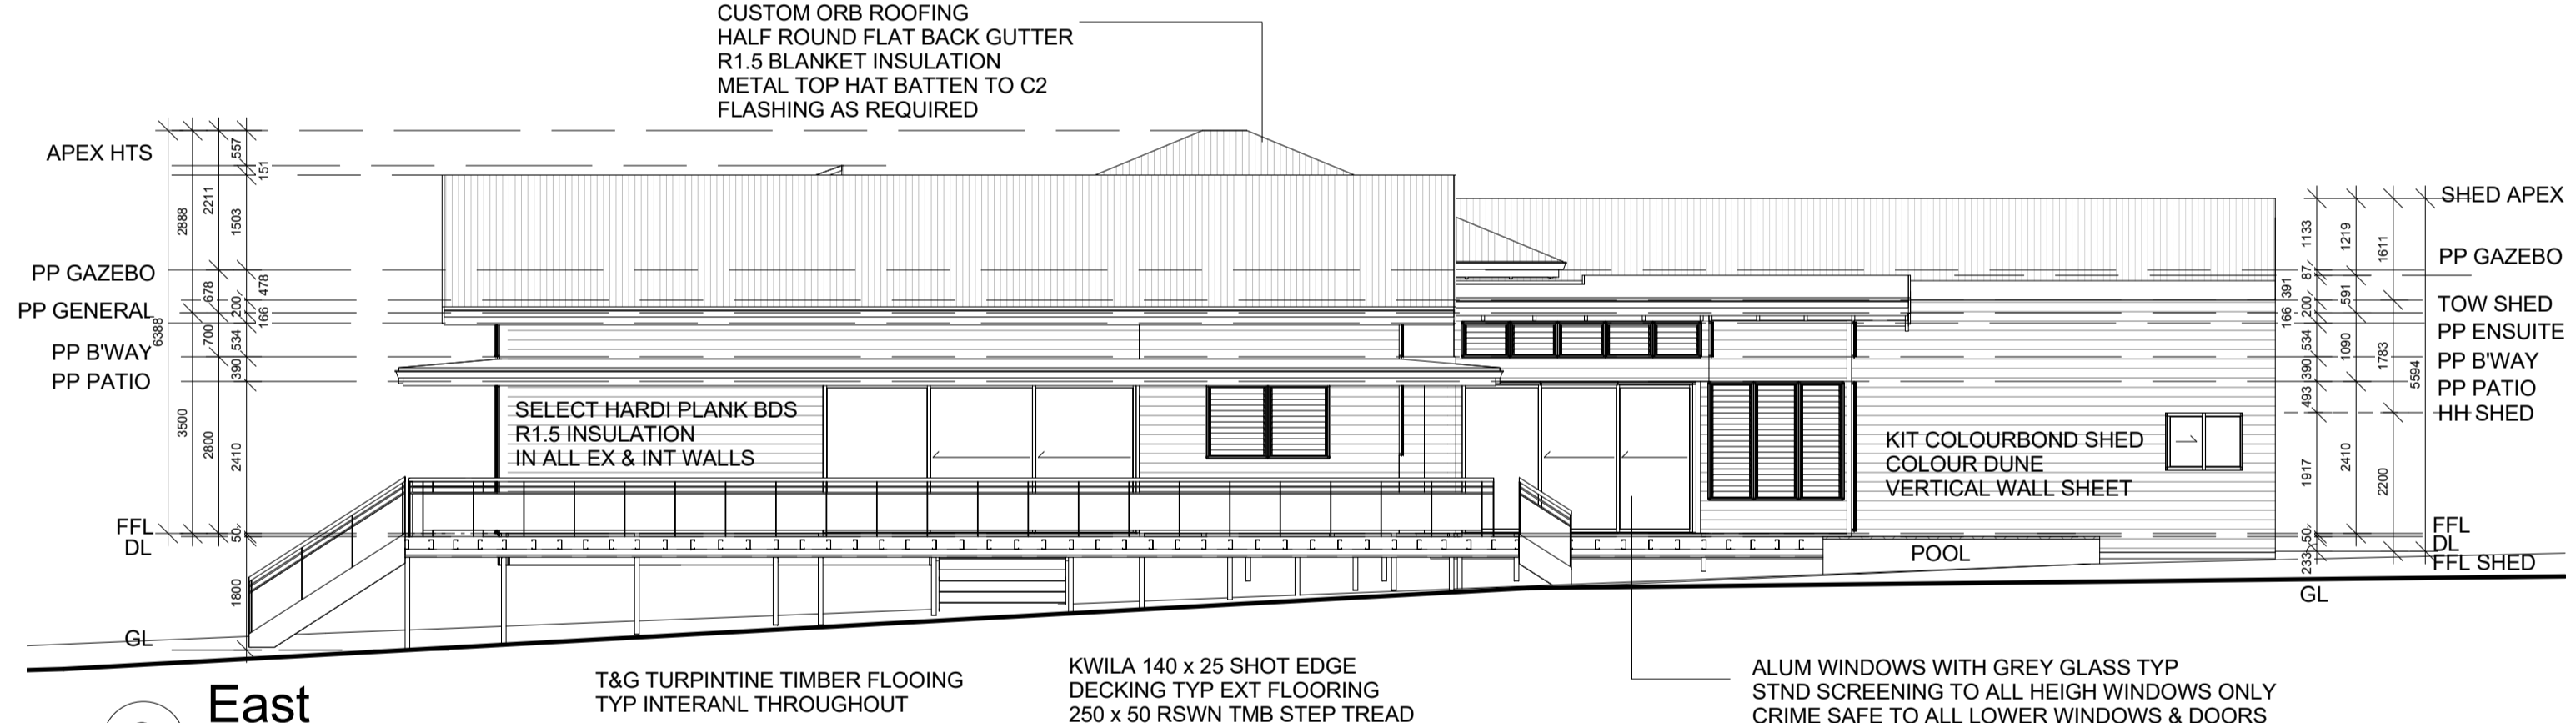 CUSTOM ORB ROOFING
HALF ROUND FLAT BACK GUTTER
R1.5 BLANKET INSULATION
METAL TOP HAT BATTEN TO C2
FLASHING AS REQUIRED
APEX HTS
PP GAZEBO
PP GENERAL
PP B'WAY
PP PATIO
FFL
DL
GL
6388
2888
3500
2211
678
700
2800
557
151
1503
478
200
166
534
390
2410
50
1800
SELECT HARDI PLANK BDS
R1.5 INSULATION
IN ALL EX & INT WALLS
KIT COLOURBOND SHED
COLOUR DUNE
VERTICAL WALL SHEET
POOL
1133
87
391
200
166
534
390
493
1917
50
233
1219
591
1090
2410
1611
1783
2200
5594
SHED APEX
PP GAZEBO
TOW SHED
PP ENSUITE
PP B'WAY
PP PATIO
HH SHED
FFL
DL
FFL SHED
GL
East
T&G TURPINTINE TIMBER FLOOING
TYP INTERANL THROUGHOUT
KWILA 140 x 25 SHOT EDGE
DECKING TYP EXT FLOORING
250 x 50 RSWN TMB STEP TREAD
ALUM WINDOWS WITH GREY GLASS TYP
STND SCREENING TO ALL HEIGH WINDOWS ONLY
CRIME SAFE TO ALL LOWER WINDOWS & DOORS